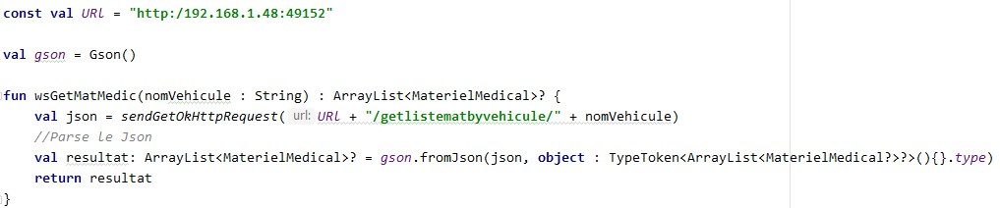 const val URl = "http:/192.168.1.48:49152"
val gson = Gson()
fun wsGetMatMedic(nomVehicule : String) : ArrayList<MaterielMedical>? {
val json = sendGetOkHttpRequest( url: URl + "/getlistematbyvehicule/" + nomVehicule)
//Parse le Json
val resultat: ArrayList<MaterielMedical>? = gson.fromJson(json, object : TypeToken<ArrayList<MaterielMedical?>?>(){}.type)
return resultat
}